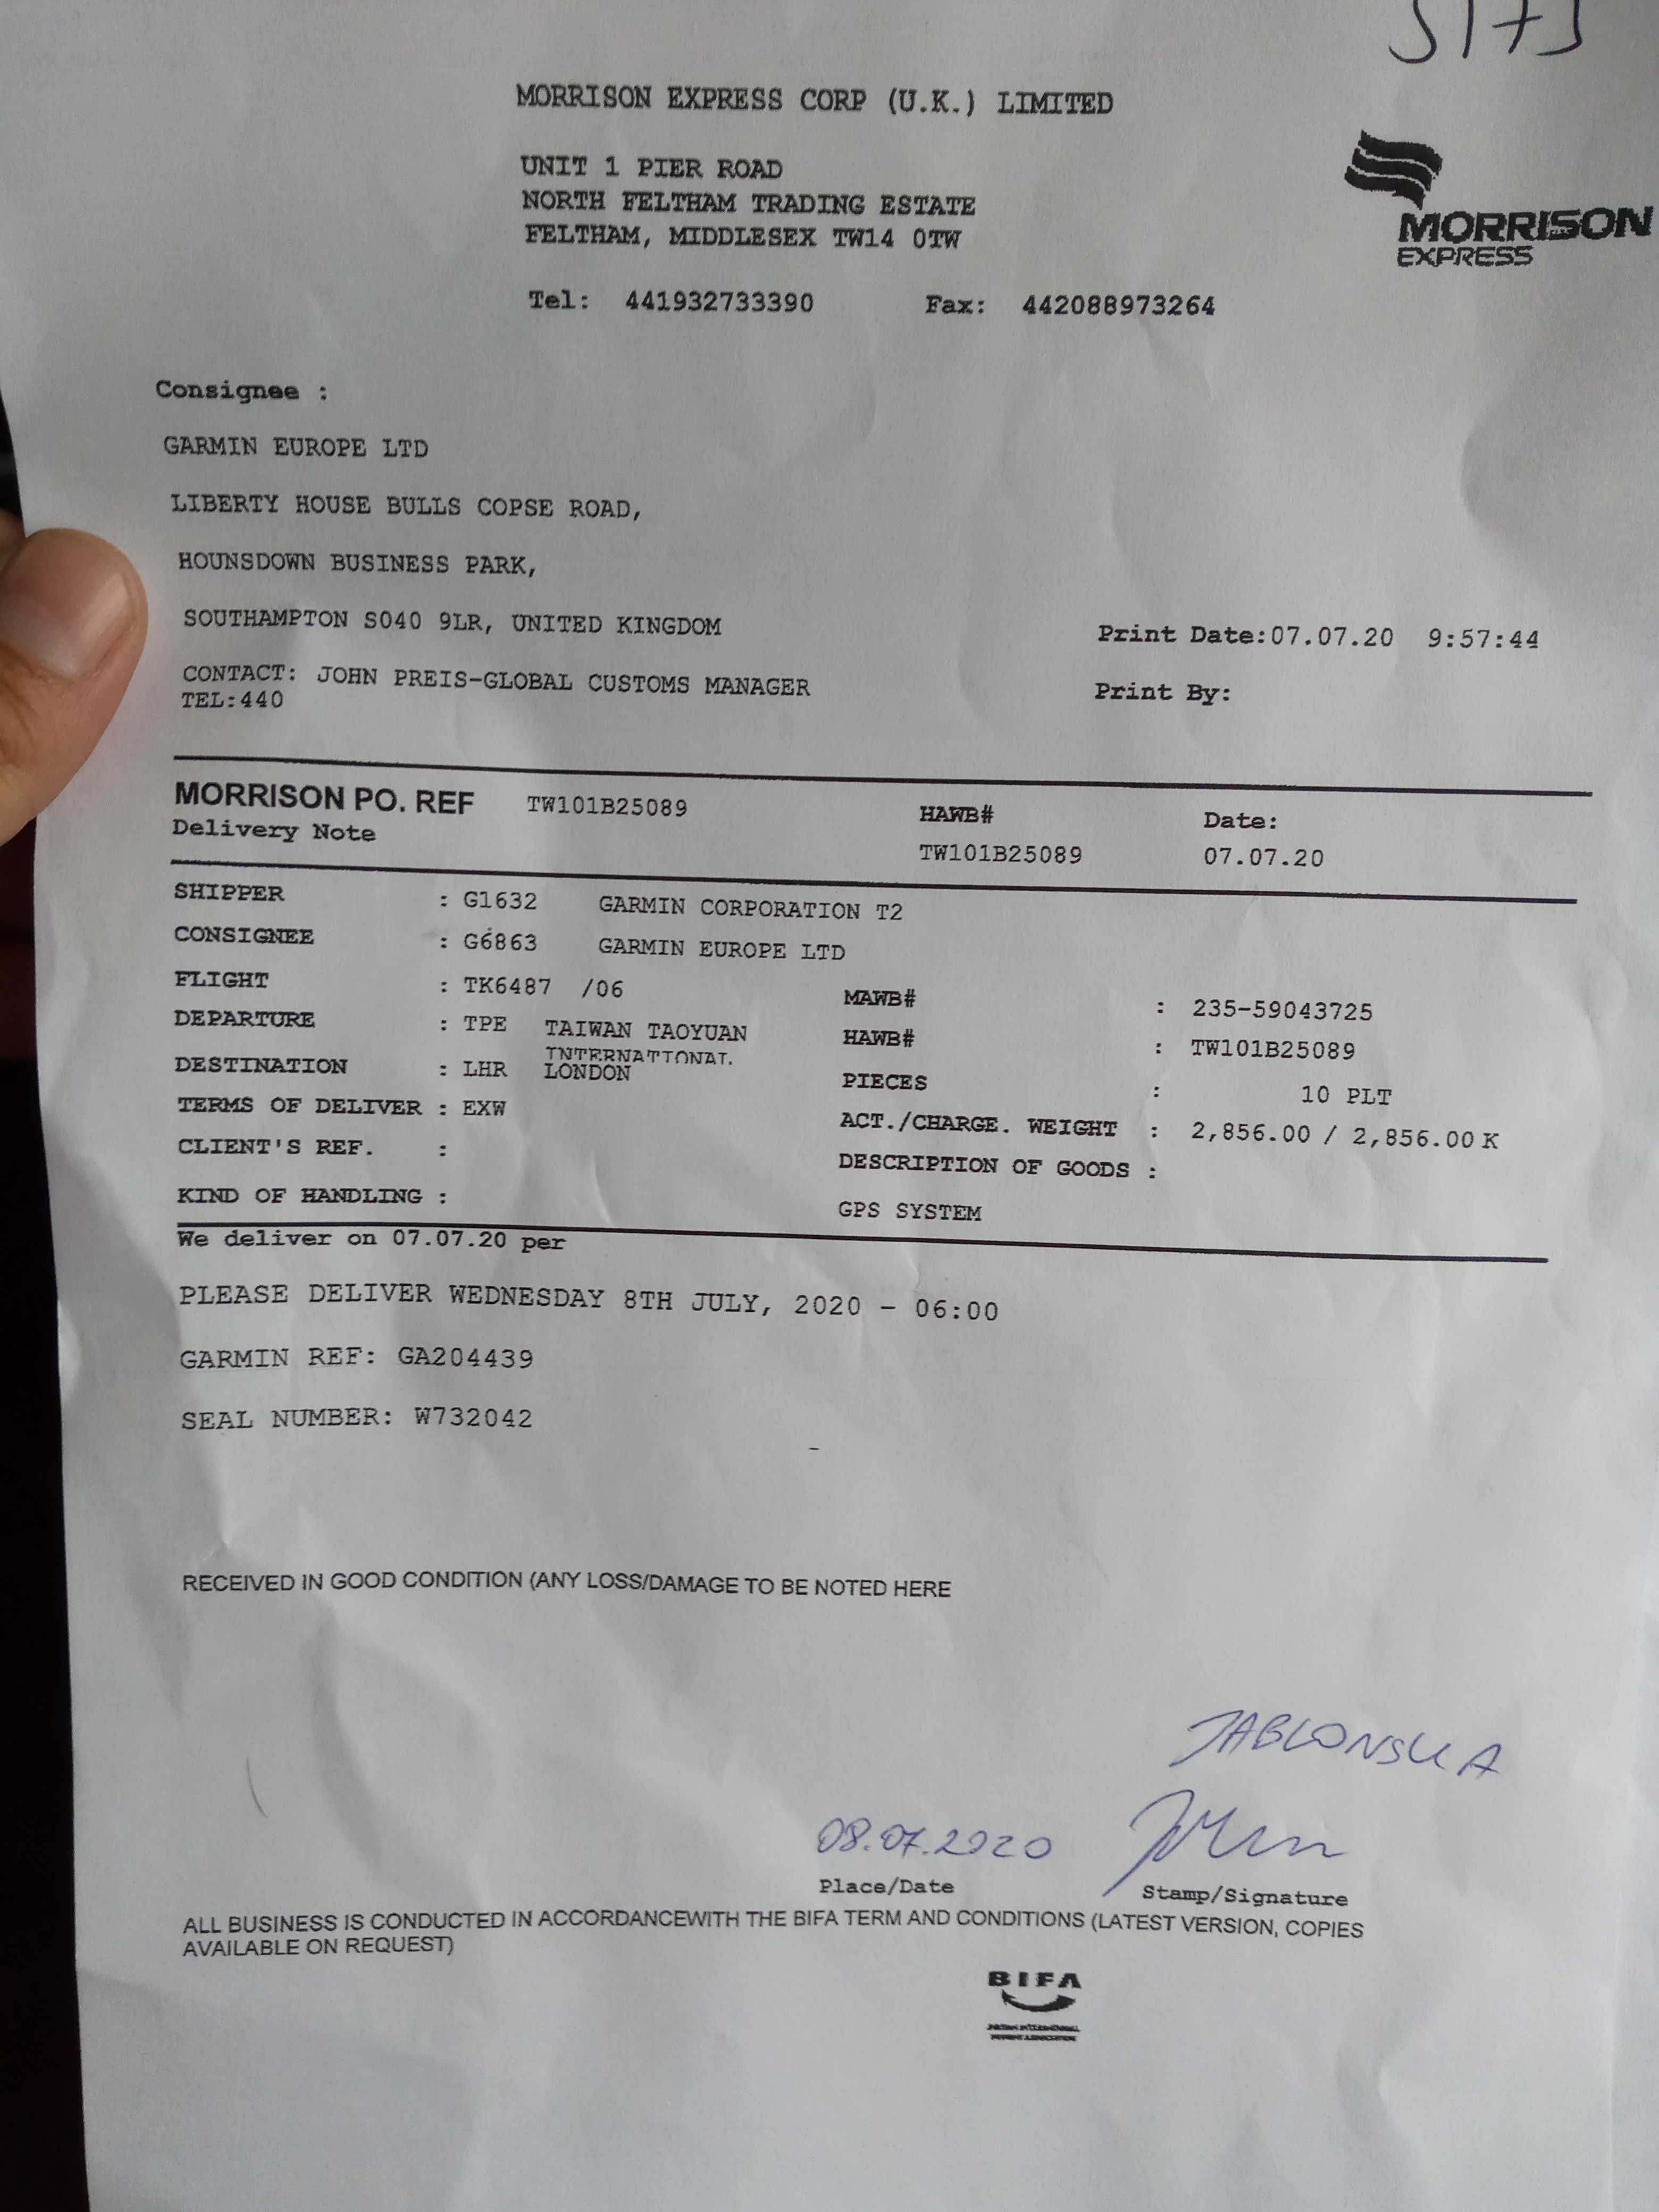 MORRISON EXPRESS CORP (U.K.) LIMITED
UNIT 1 PIER ROAD
NORTH FELTHAM TRADING ESTATE
FELTHAM, MIDDLESEX TW14 0TW
MORRISON
EXPRESS
Tel: 441932733390 Fax: 442088973264
Consignee :
GARMIN EUROPE LTD
LIBERTY HOUSE BULLS COPSE ROAD,
HOUNSDOWN BUSINESS PARK,
SOUTHAMPTON SO40 9LR, UNITED KINGDOM
CONTACT: JOHN PREIS-GLOBAL CUSTOMS MANAGER
TEL:440
Print Date:07.07.20 9:57:44
Print By:
MORRISON PO. REF TW101B25089 HAWB# Date:
Delivery Note TW101B25089 07.07.20
SHIPPER : G1632 GARMIN CORPORATION T2
CONSIGNEE : G6863 GARMIN EUROPE LTD
FLIGHT : TK6487 /06 MAWB# : 235-59043725
DEPARTURE : TPE TAIWAN TAOYUAN HAWB# : TW101B25089
INTERNATIONAL
DESTINATION : LHR LONDON PIECES : 10 PLT
TERMS OF DELIVER : EXW ACT./CHARGE. WEIGHT : 2,856.00 / 2,856.00 K
CLIENT'S REF. : DESCRIPTION OF GOODS :
KIND OF HANDLING : GPS SYSTEM
We deliver on 07.07.20 per
PLEASE DELIVER WEDNESDAY 8TH JULY, 2020 - 06:00
GARMIN REF: GA204439
SEAL NUMBER: W732042
RECEIVED IN GOOD CONDITION (ANY LOSS/DAMAGE TO BE NOTED HERE
JABLONSKA
08.07.2020
Place/Date Stamp/Signature
ALL BUSINESS IS CONDUCTED IN ACCORDANCEWITH THE BIFA TERM AND CONDITIONS (LATEST VERSION, COPIES
AVAILABLE ON REQUEST)
BIFA